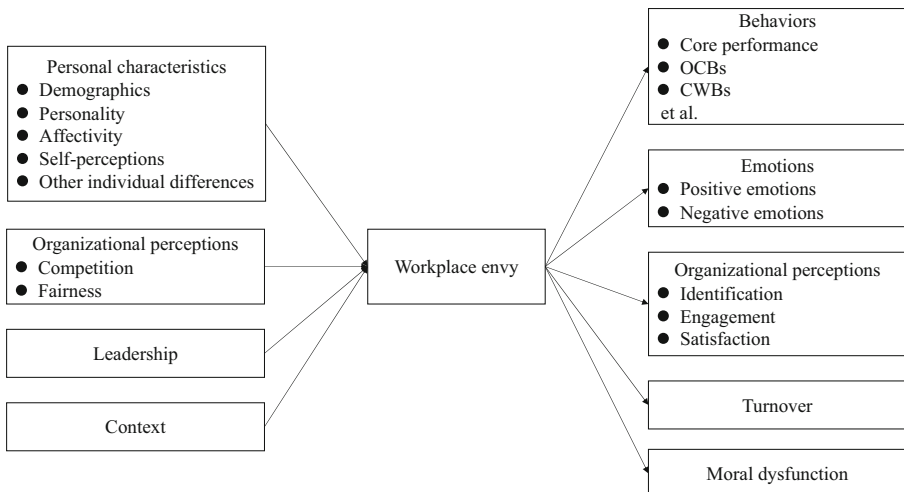 Personal characteristics
● Demographics
● Personality
● Affectivity
● Self-perceptions
● Other individual differences
Organizational perceptions
● Competition
● Fairness
Leadership
Context
Workplace envy
Behaviors
● Core performance
● OCBs
● CWBs
et al.
Emotions
● Positive emotions
● Negative emotions
Organizational perceptions
● Identification
● Engagement
● Satisfaction
Turnover
Moral dysfunction